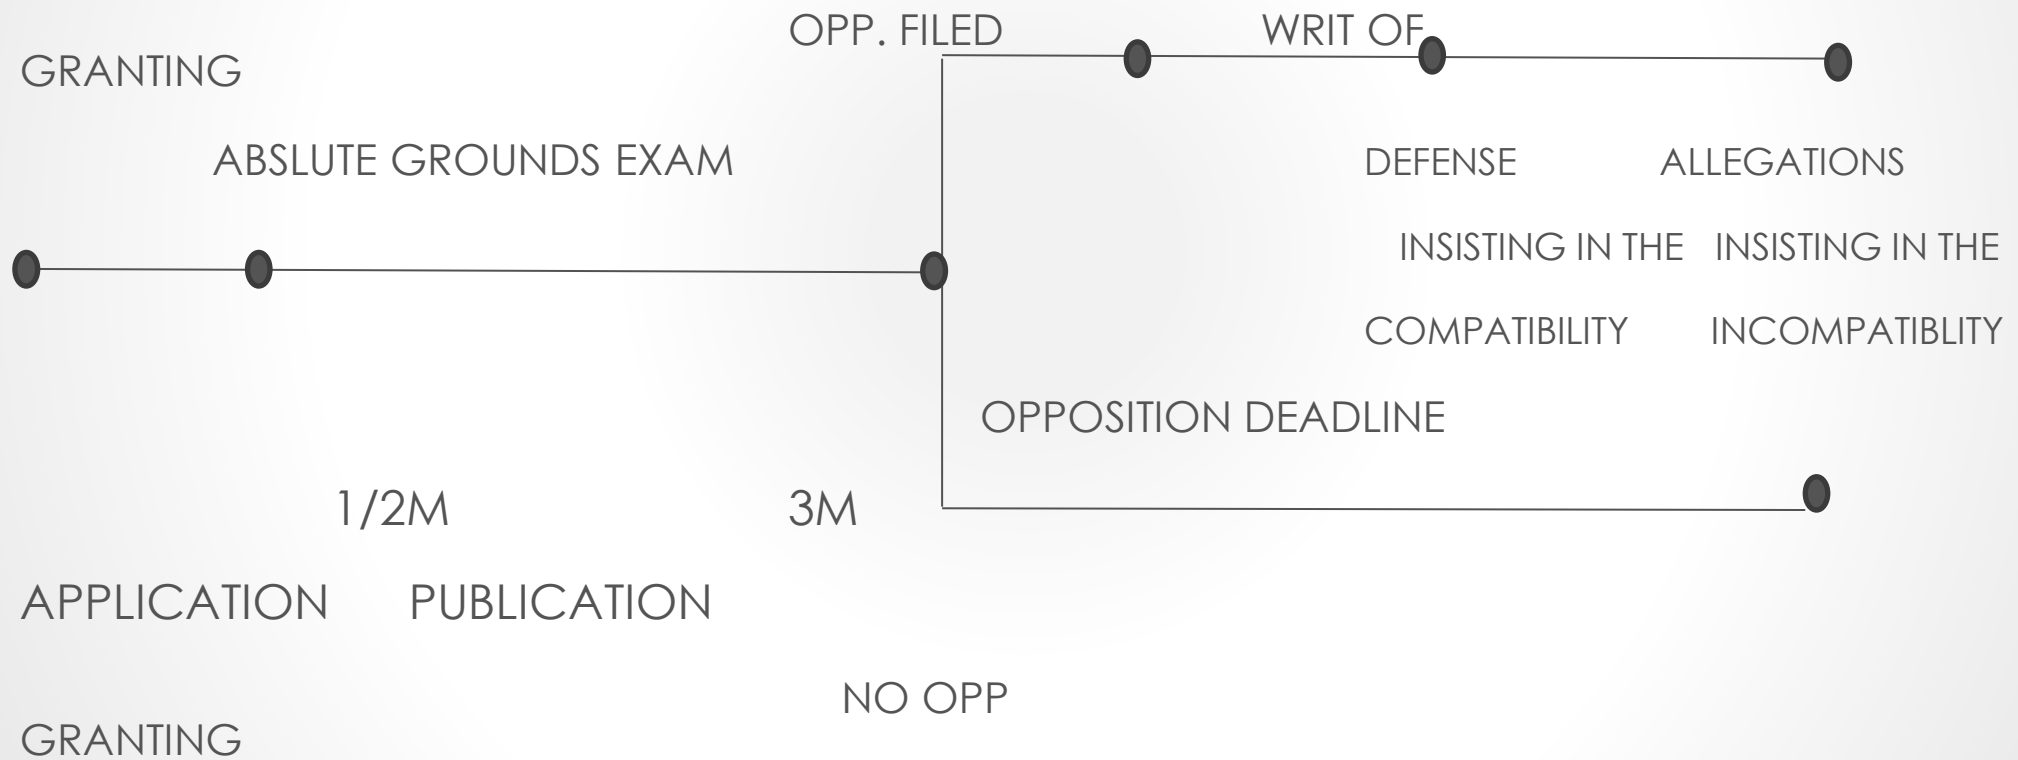 OPP. FILED WRIT OF
GRANTING
ABSLUTE GROUNDS EXAM
DEFENSE ALLEGATIONS
INSISTING IN THE INSISTING IN THE
COMPATIBILITY INCOMPATIBLITY
OPPOSITION DEADLINE
1/2M 3M
APPLICATION PUBLICATION
NO OPP
GRANTING